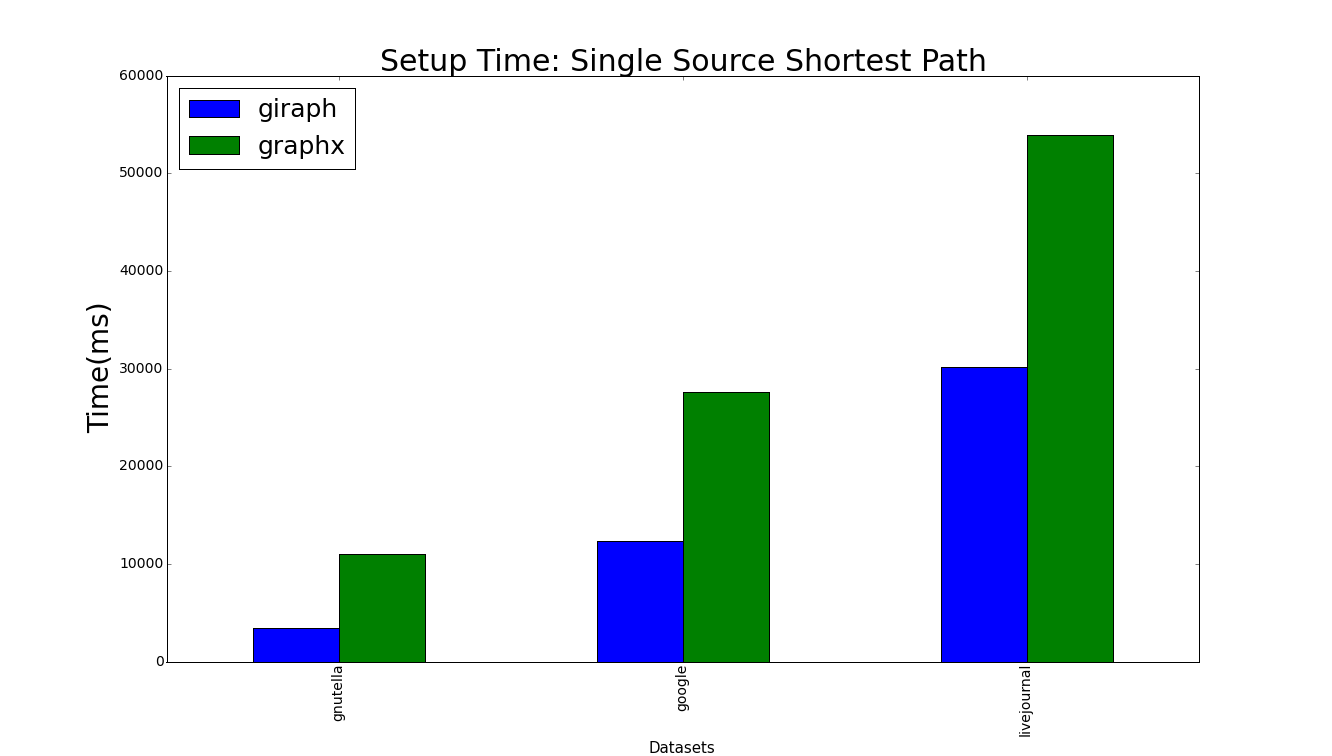 Setup Time: Single Source Shortest Path
giraph
graphx
60000
50000
40000
30000
20000
10000
0
Time(ms)
gnutella
google
livejournal
Datasets